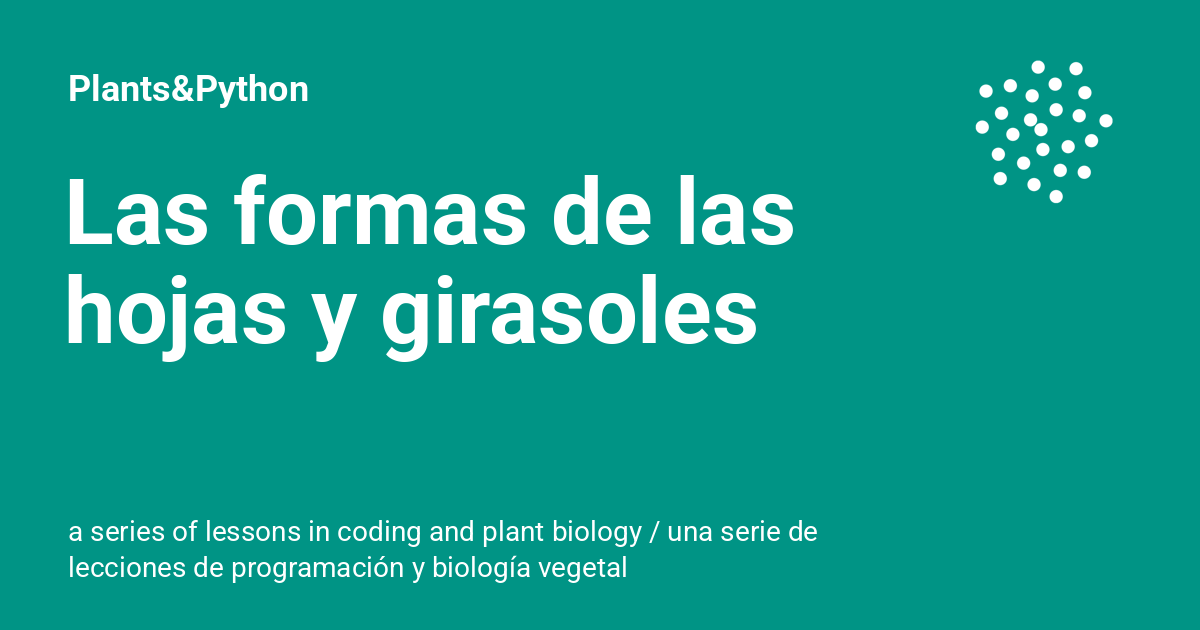 Plants&Python
Las formas de las
hojas y girasoles
a series of lessons in coding and plant biology / una serie de
lecciones de programación y biología vegetal